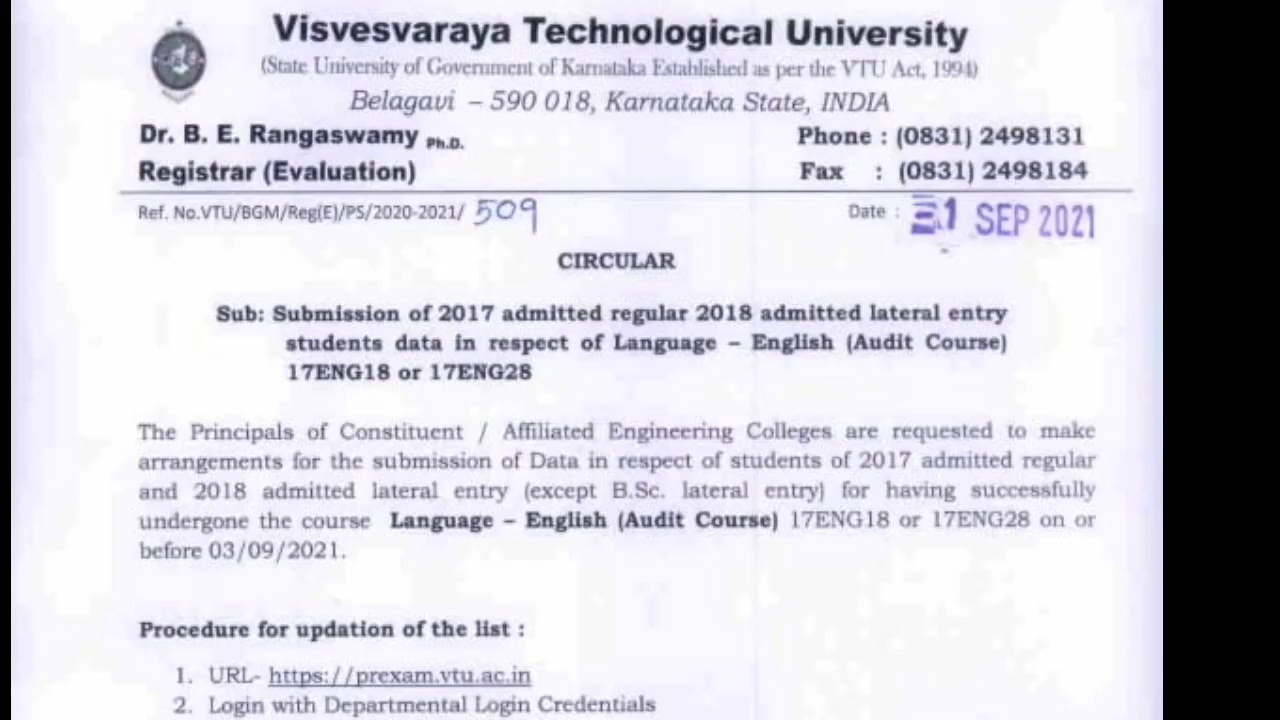 Visvesvaraya Technological University
(State University of Government of Karnataka Established as per the VTU Act, 1994)
Belagavi – 590 018, Karnataka State, INDIA
Dr. B. E. Rangaswamy Ph.D.
Phone : (0831) 2498131
Registrar (Evaluation)
Fax : (0831) 2498184
Ref. No.VTU/BGM/Reg(E)/PS/2020-2021/ 509
Date : SEP 2021
CIRCULAR
Sub: Submission of 2017 admitted regular 2018 admitted lateral entry
students data in respect of Language – English (Audit Course)
17ENG18 or 17ENG28
The Principals of Constituent / Affiliated Engineering Colleges are requested to make
arrangements for the submission of Data in respect of students of 2017 admitted regular
and 2018 admitted lateral entry (except B.Sc. lateral entry) for having successfully
undergone the course Language – English (Audit Course) 17ENG18 or 17ENG28 on or
before 03/09/2021.
Procedure for updation of the list :
1. URL- https://prexam.vtu.ac.in
2. Login with Departmental Login Credentials